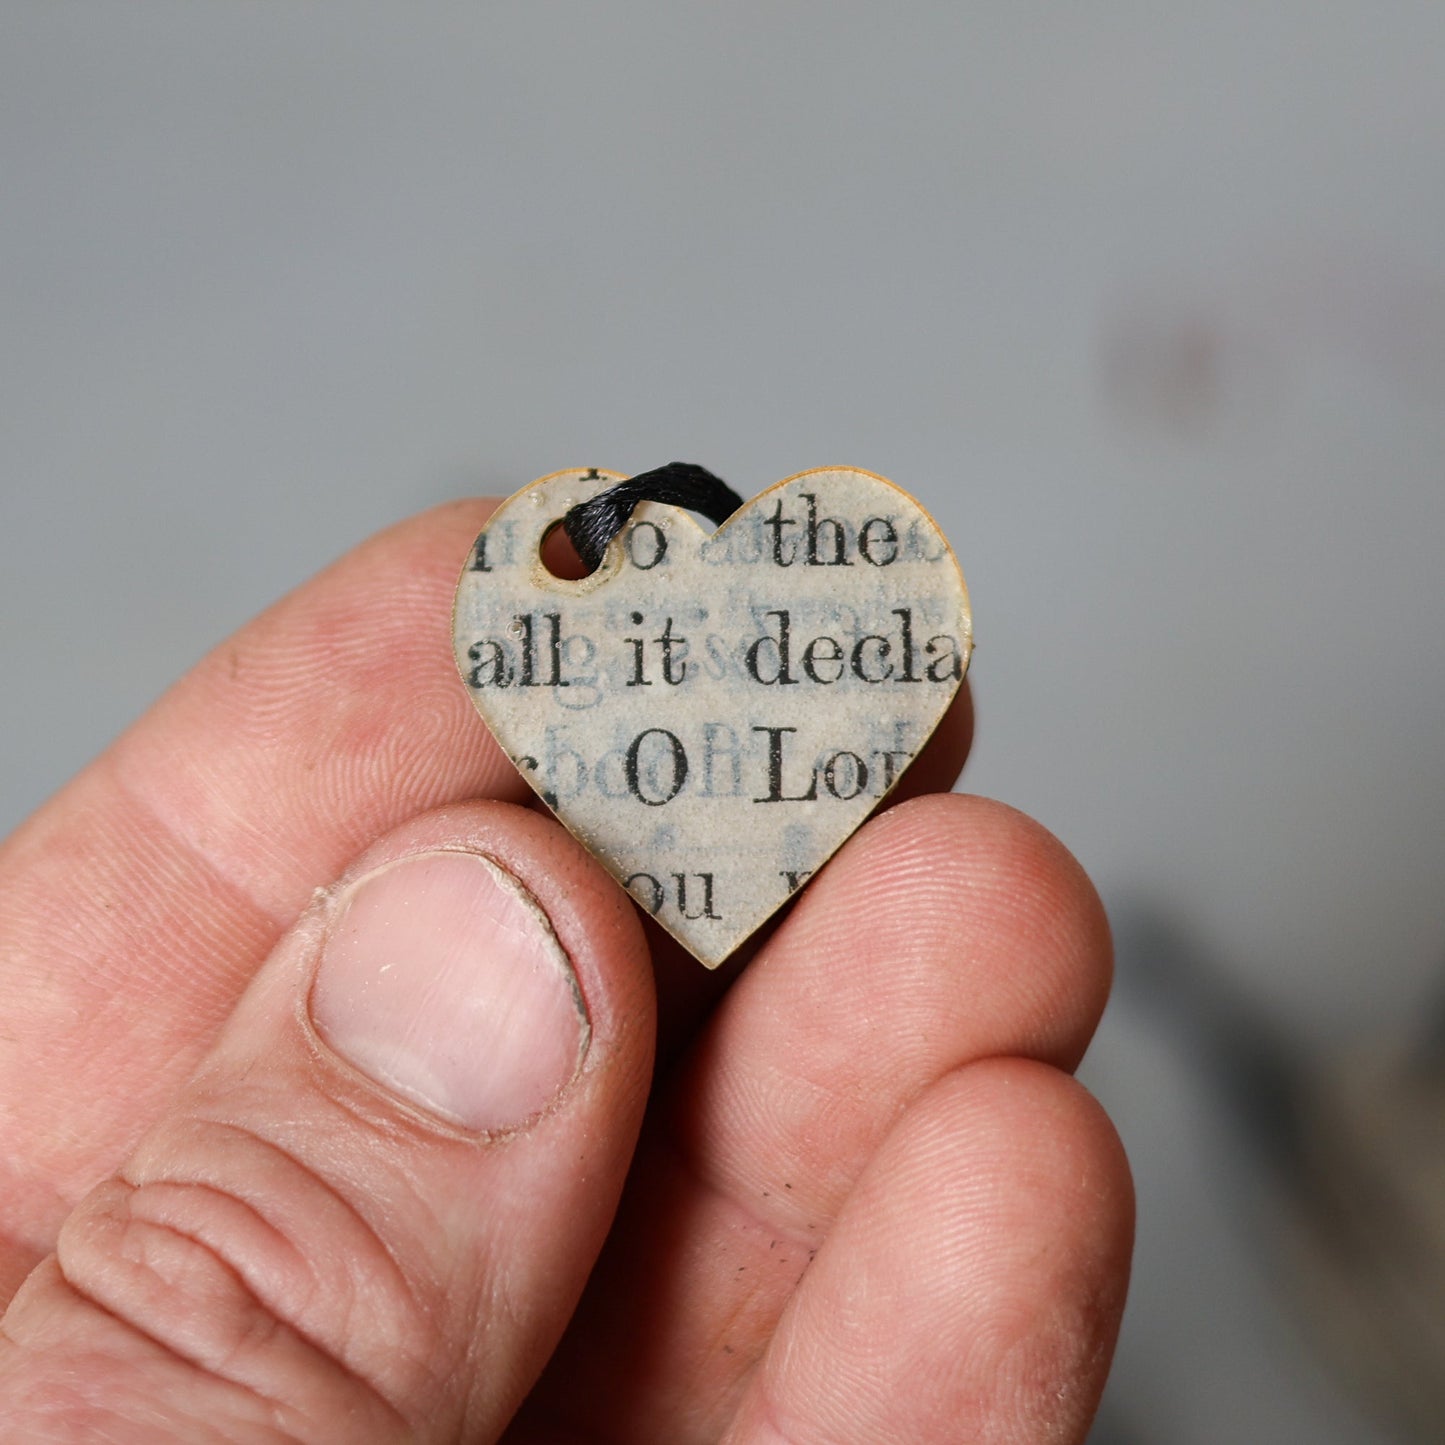 the
all it decla
O Lor
ou